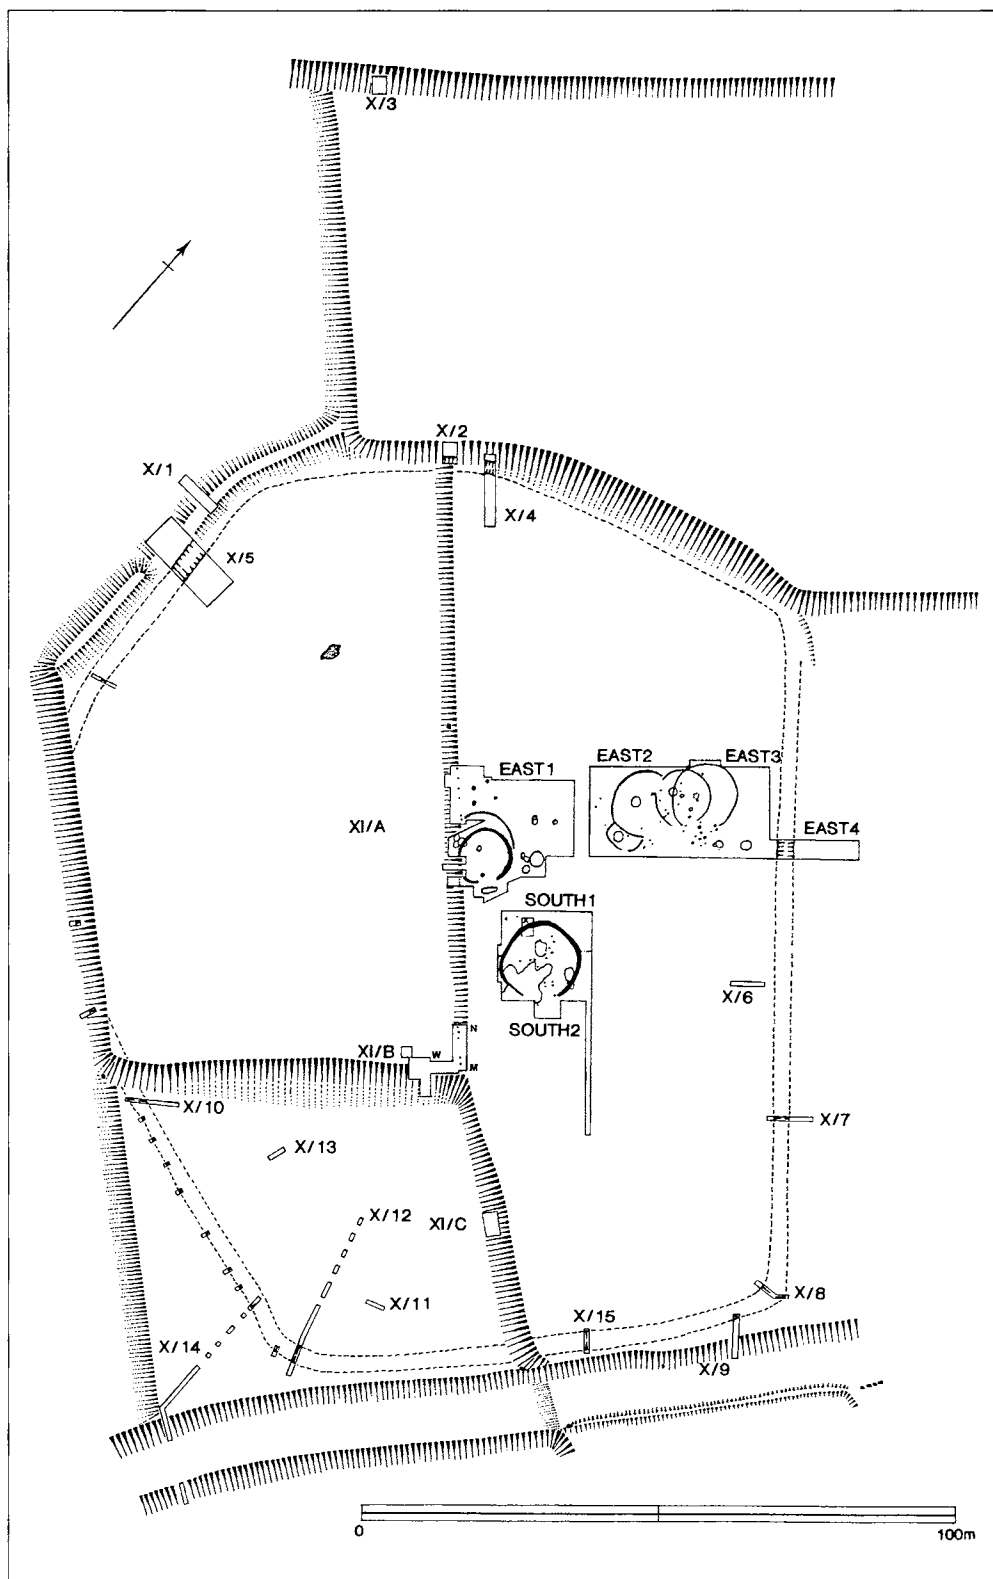 X/3
X/2
X/1
X/4
X/5
EAST1
EAST2
EAST3
XI/A
EAST4
SOUTH1
X/6
SOUTH2
N
XI/B
W
M
X/10
X/7
X/13
X/12
XI/C
X/11
X/8
X/15
X/14
X/9
0
100m